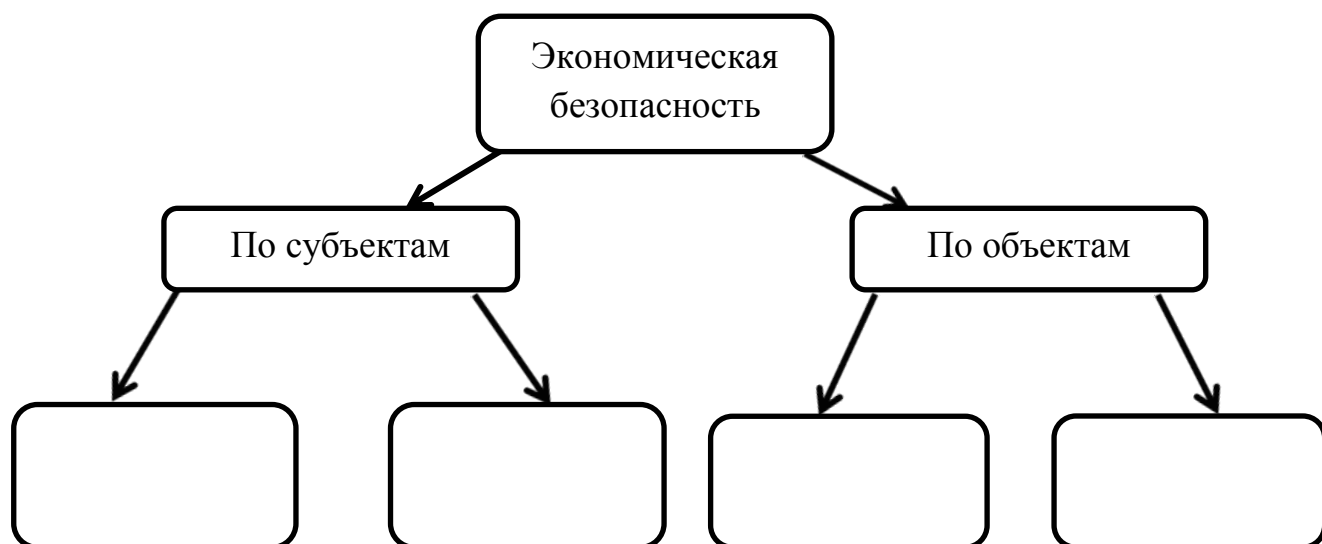 Экономическая
безопасность
По субъектам
По объектам